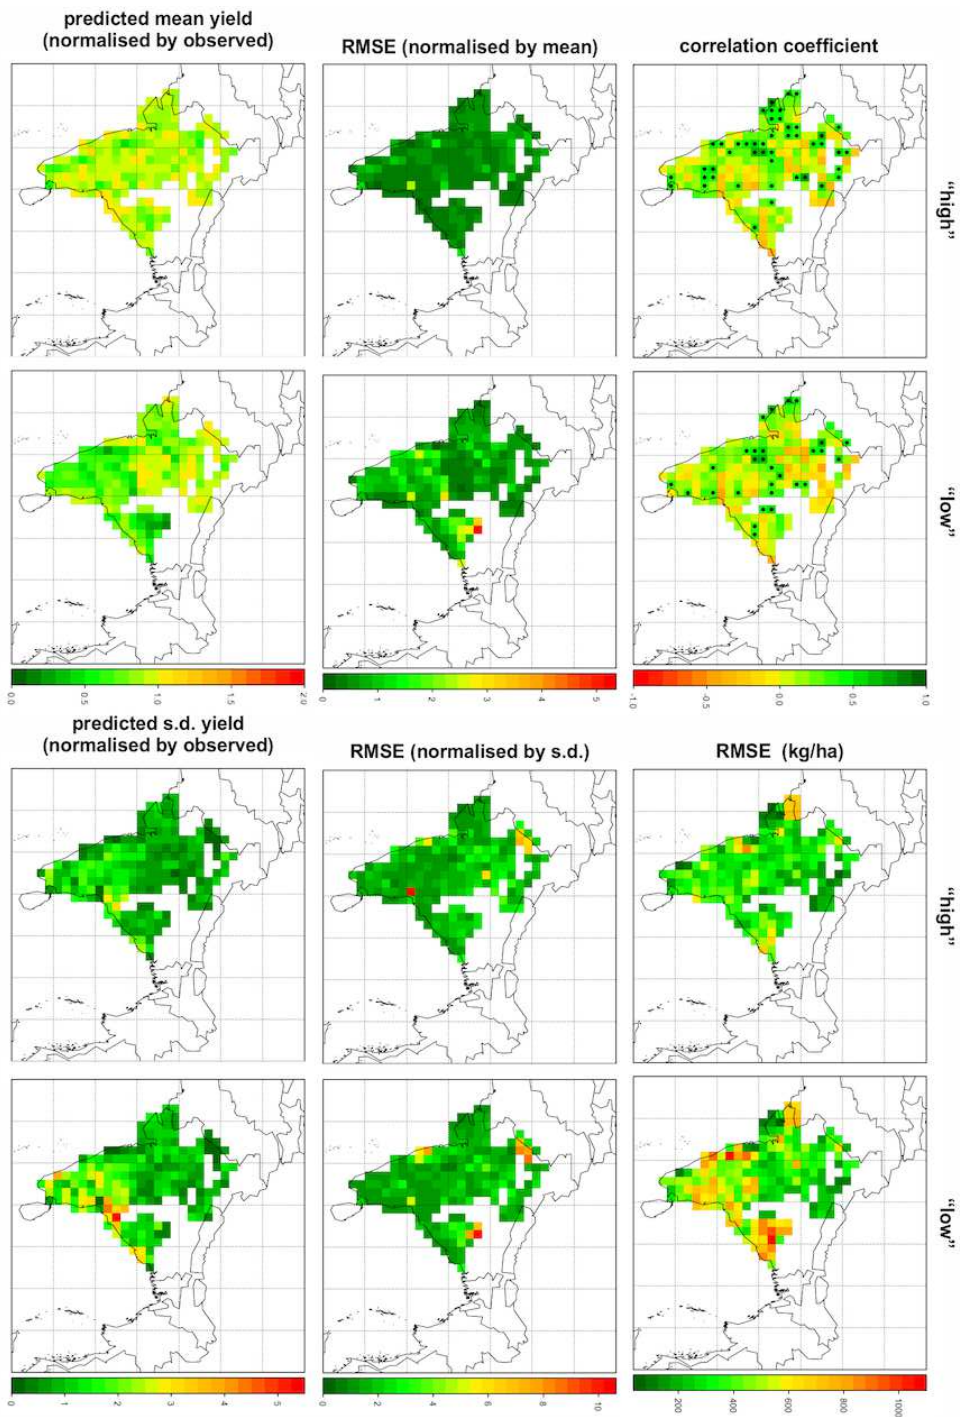 predicted mean yield
(normalised by observed)
RMSE (normalised by mean)
correlation coefficient
"high"
"low"
0.0 0.5 1.0 1.5 2.0
0 1 2 3 4 5
-1.0 -0.5 0.0 0.5 1.0
predicted s.d. yield
(normalised by observed)
RMSE (normalised by s.d.)
RMSE (kg/ha)
"high"
"low"
0 1 2 3 4 5
0 2 4 6 8 10
200 400 600 800 1000